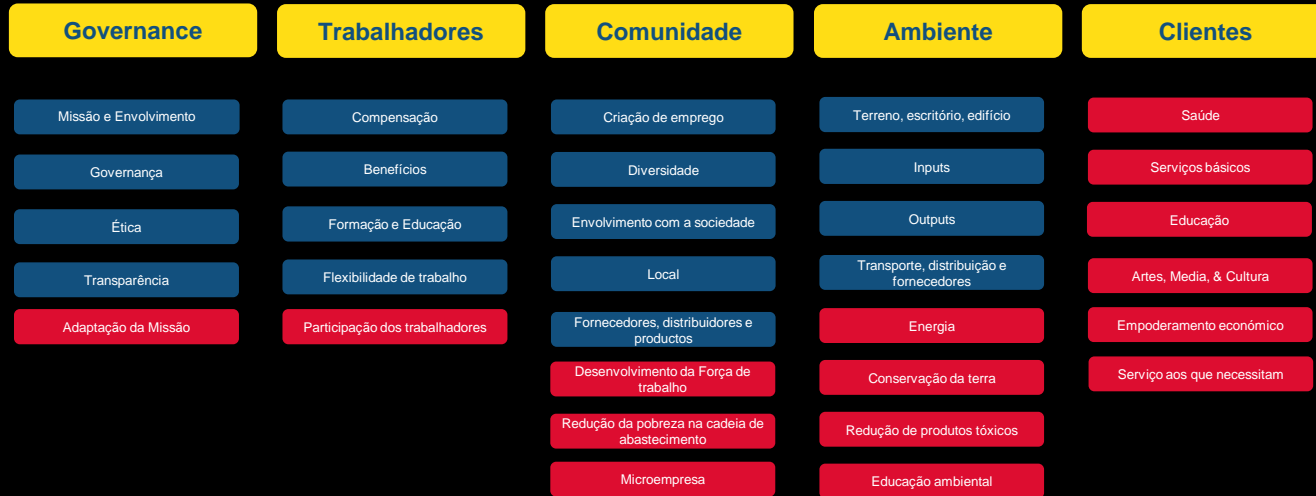 Governance
Trabalhadores
Comunidade
Ambiente
Clientes
Missão e Envolvimento
Governança
Ética
Transparência
Adaptação da Missão
Compensação
Benefícios
Formação e Educação
Flexibilidade de trabalho
Participação dos trabalhadores
Criação de emprego
Diversidade
Envolvimento com a sociedade
Local
Fornecedores, distribuidores e
productos
Desenvolvimento da Força de
trabalho
Redução da pobreza na cadeia de
abastecimento
Microempresa
Terreno, escritório, edifício
Inputs
Outputs
Transporte, distribuição e
fornecedores
Energia
Conservação da terra
Redução de produtos tóxicos
Educação ambiental
Saúde
Serviços básicos
Educação
Artes, Media, & Cultura
Empoderamento económico
Serviço aos que necessitam